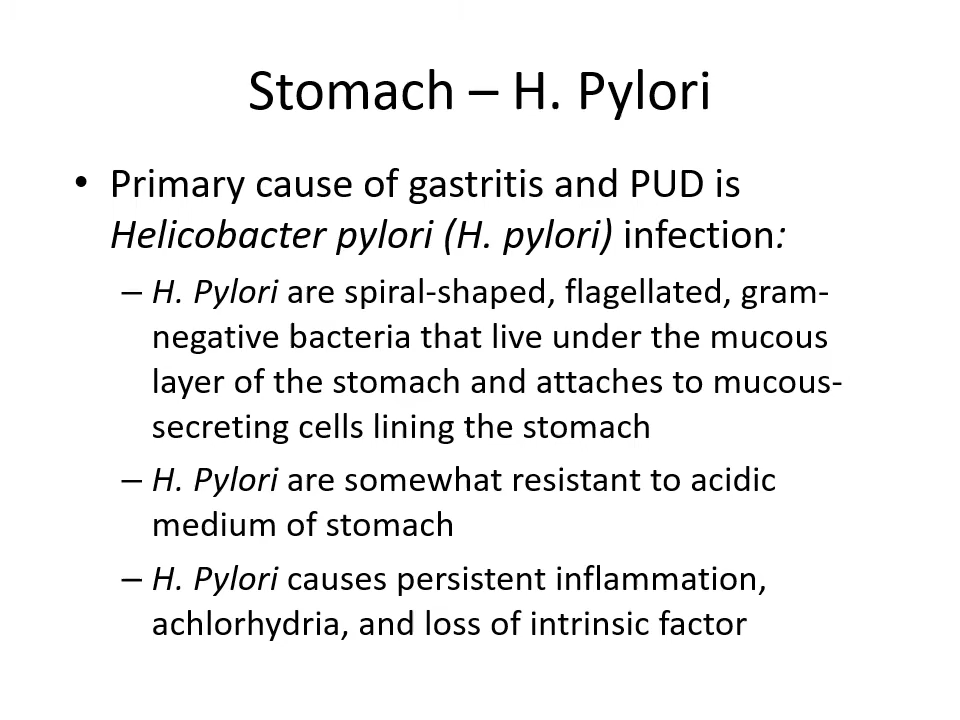 Stomach – H. Pylori
• Primary cause of gastritis and PUD is
Helicobacter pylori (H. pylori) infection:
– H. Pylori are spiral-shaped, flagellated, gram-
negative bacteria that live under the mucous
layer of the stomach and attaches to mucous-
secreting cells lining the stomach
– H. Pylori are somewhat resistant to acidic
medium of stomach
– H. Pylori causes persistent inflammation,
achlorhydria, and loss of intrinsic factor